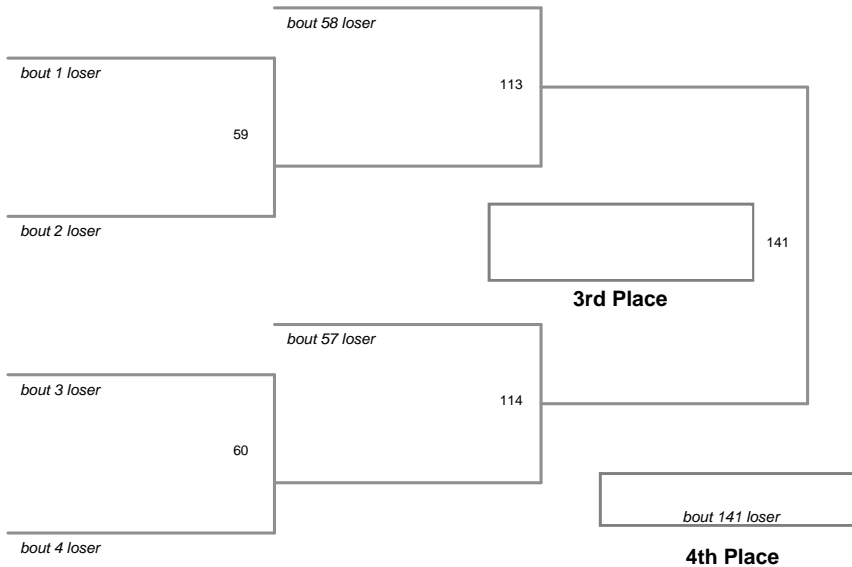 bout 58 loser
bout 1 loser
113
59
bout 2 loser
141
3rd Place
bout 57 loser
bout 3 loser
114
60
bout 141 loser
bout 4 loser
4th Place